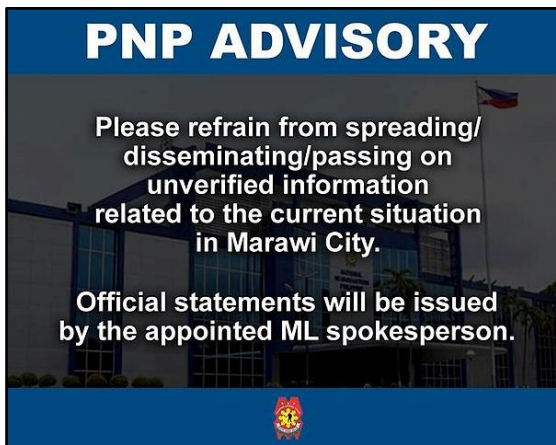 PNP ADVISORY
Please refrain from spreading/
disseminating/passing on
unverified information
related to the current situation
in Marawi City.
Official statements will be issued
by the appointed ML spokesperson.